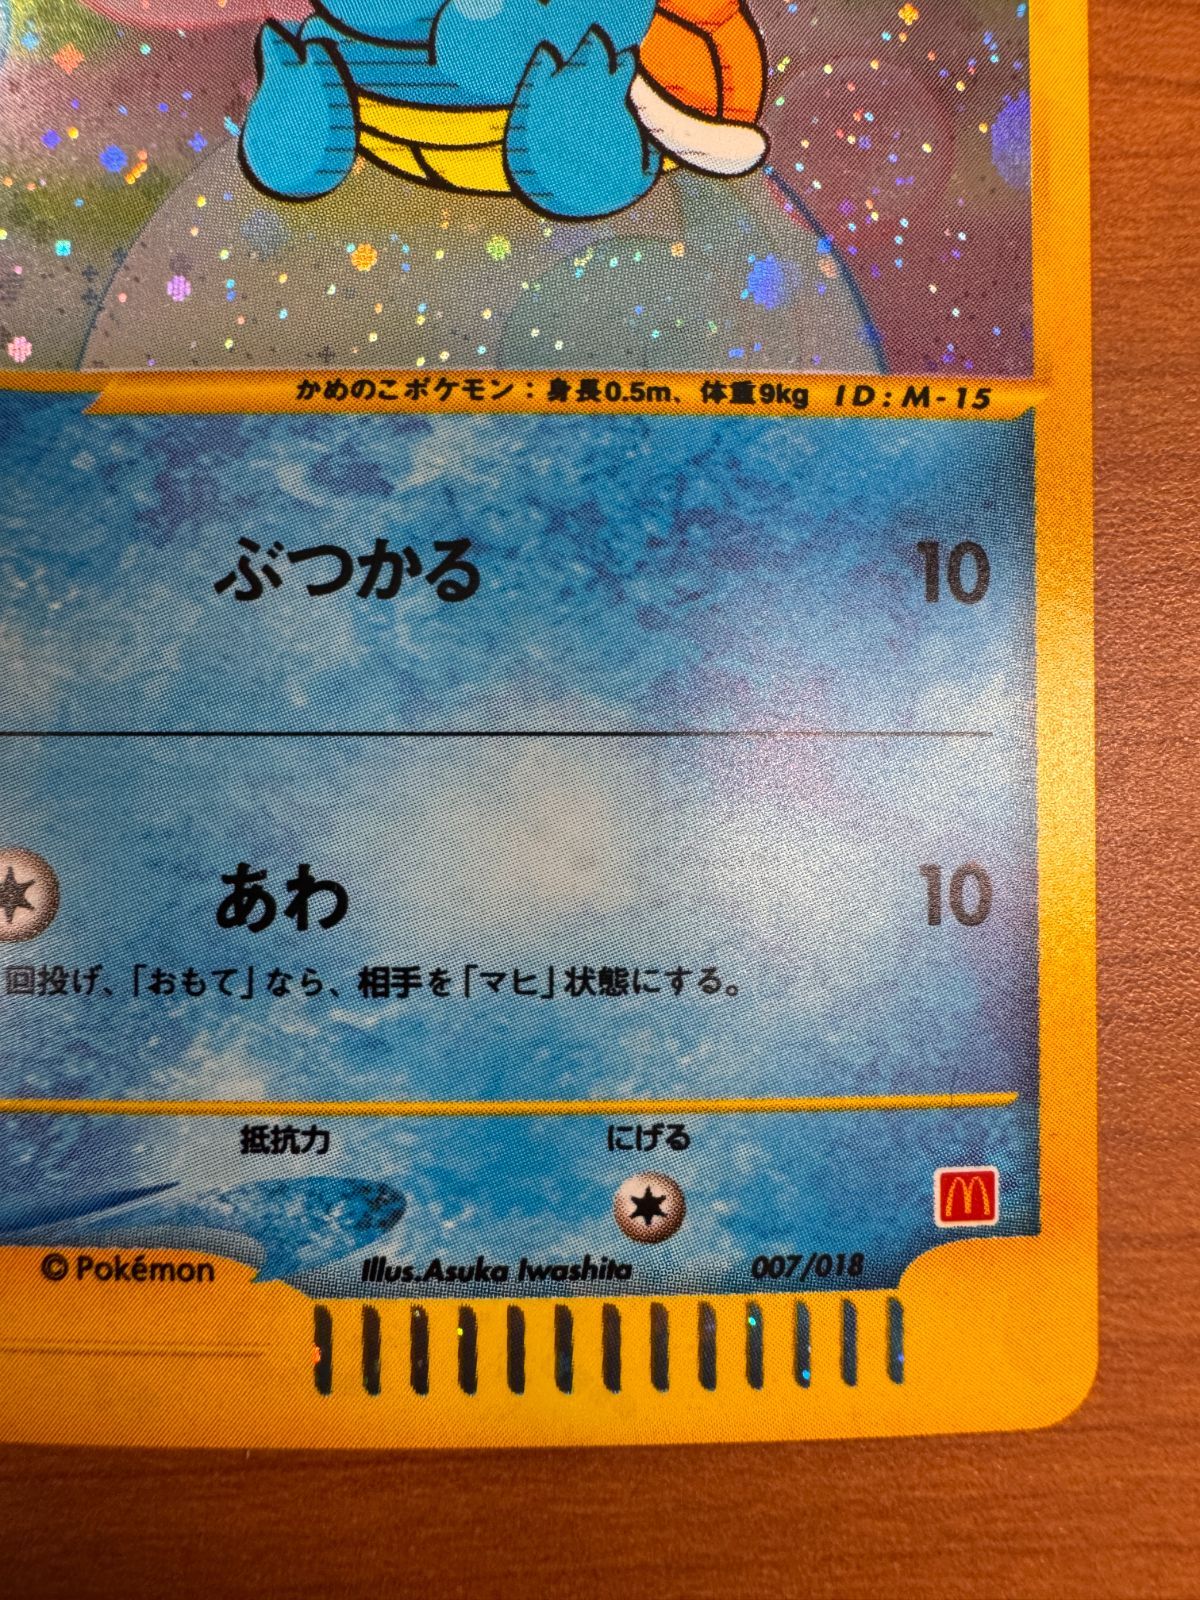 かめのこポケモン：身長0.5m、体重9kg ID:M-15
ぶつかる 10
あわ 10
回投げ、「おもて」なら、相手を「マヒ」状態にする。
抵抗力 にげる
© Pokémon Illus.Asuka Iwashita 007/018